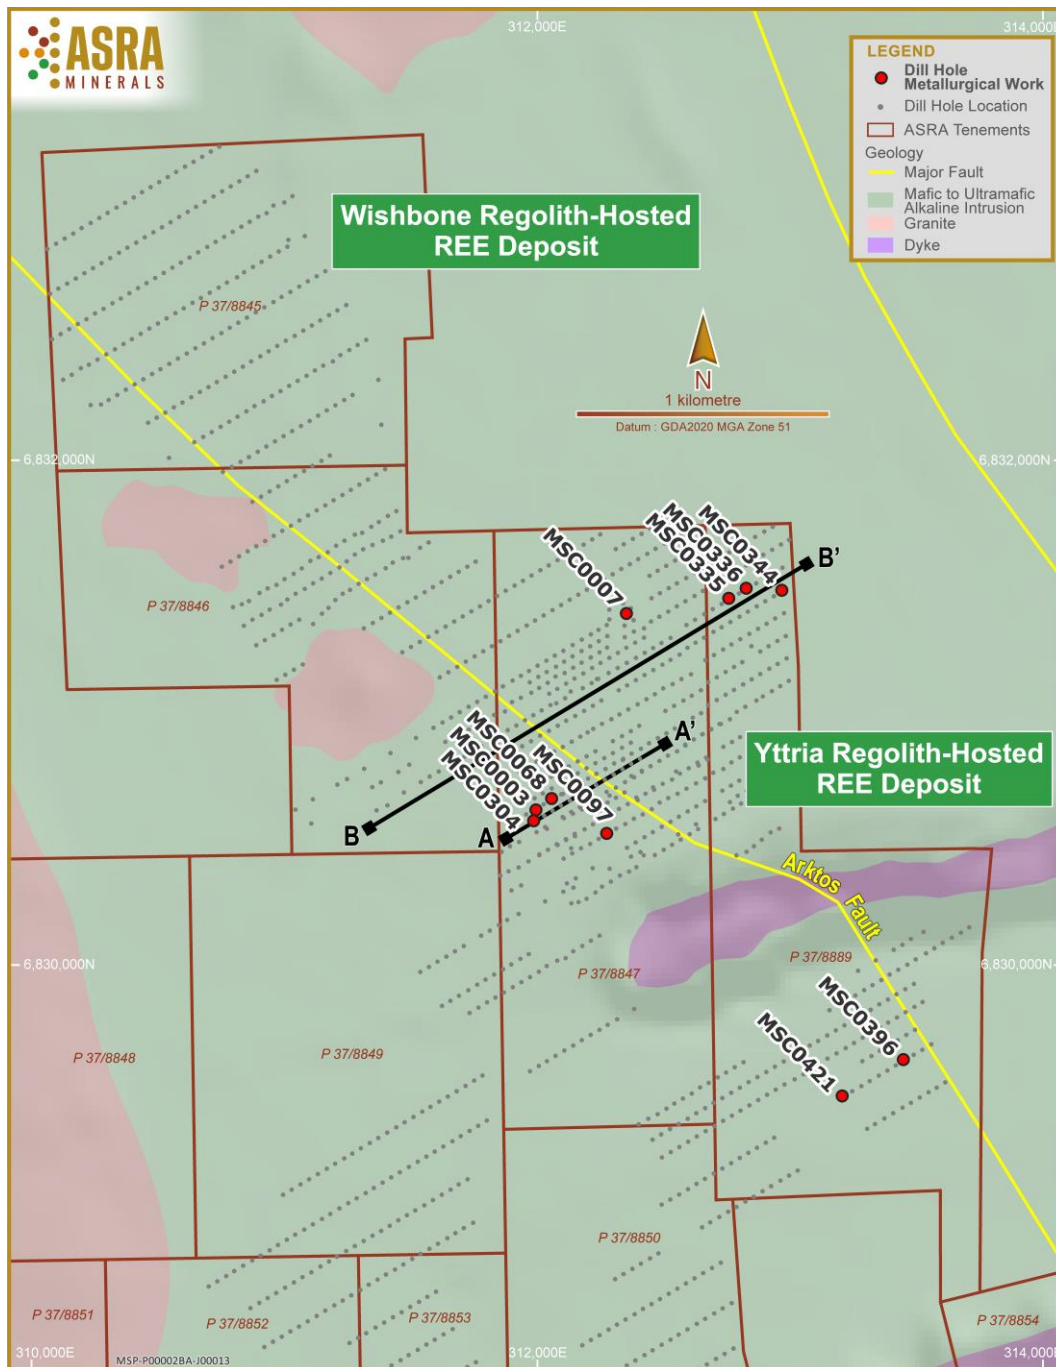 ASRA
MINERALS
312,000E
314,000E
LEGEND
Dill Hole
Metallurgical Work
Dill Hole Location
ASRA Tenements
Geology
Major Fault
Mafic to Ultramafic
Alkaline Intrusion
Granite
Dyke
Wishbone Regolith-Hosted
REE Deposit
P 37/8845
N
1 kilometre
Datum : GDA2020 MGA Zone 51
6,832,000N
6,832,000N
MSC0007
MSC0335
MSC0336
MSC0344
B'
P 37/8846
A'
MSC0304
MSC0003
MSC0068
MSC0097
B
A
Yttria Regolith-Hosted
REE Deposit
Arktos Fault
6,830,000N
P 37/8847
P 37/8889
6,830,000N
MSC0421
MSC0396
P 37/8848
P 37/8849
P 37/8850
P 37/8851
P 37/8852
P 37/8853
P 37/8854
310,000E
MSP-P00002BA-J00013
312,000E
314,000E